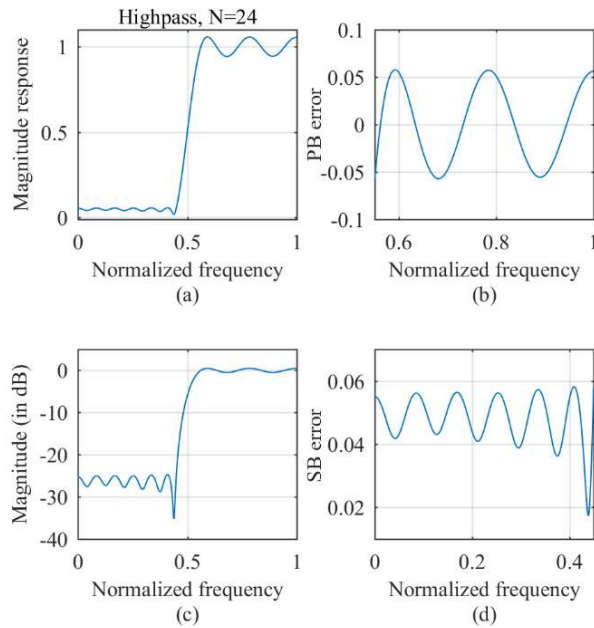 Highpass, N=24
Magnitude response
1
0.5
0
0
0.5
1
Normalized frequency
(a)
PB error
0.1
0.05
0
-0.05
-0.1
0.6
0.8
1
Normalized frequency
(b)
Magnitude (in dB)
0
-10
-20
-30
-40
0
0.5
1
Normalized frequency
(c)
SB error
0.06
0.04
0.02
0
0.2
0.4
Normalized frequency
(d)